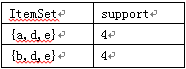 ItemSet support
{a,d,e} 4
{b,d,e} 4